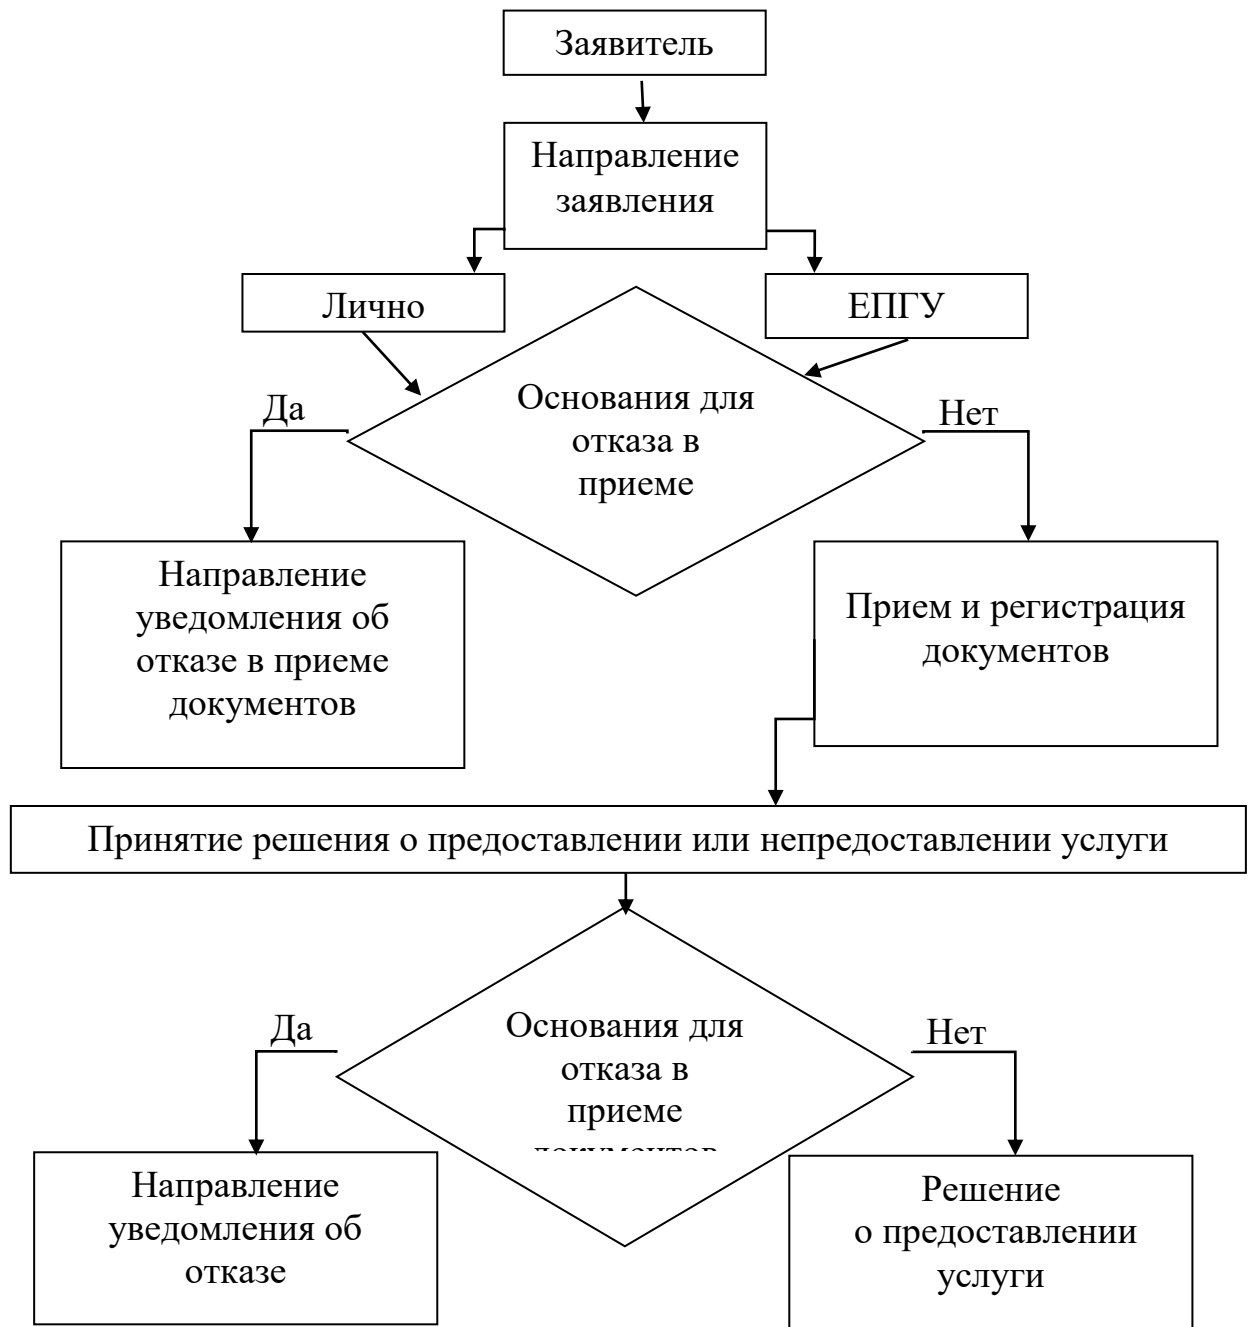 Заявитель
Направление
заявления
Лично
ЕПГУ
Основания для
отказа в
приеме
Да
Нет
Направление
уведомления об
отказе в приеме
документов
Прием и регистрация
документов
Принятие решения о предоставлении или непредоставлении услуги
Основания для
отказа в
приеме
документов
Да
Нет
Направление
уведомления об
отказе
Решение
о предоставлении
услуги